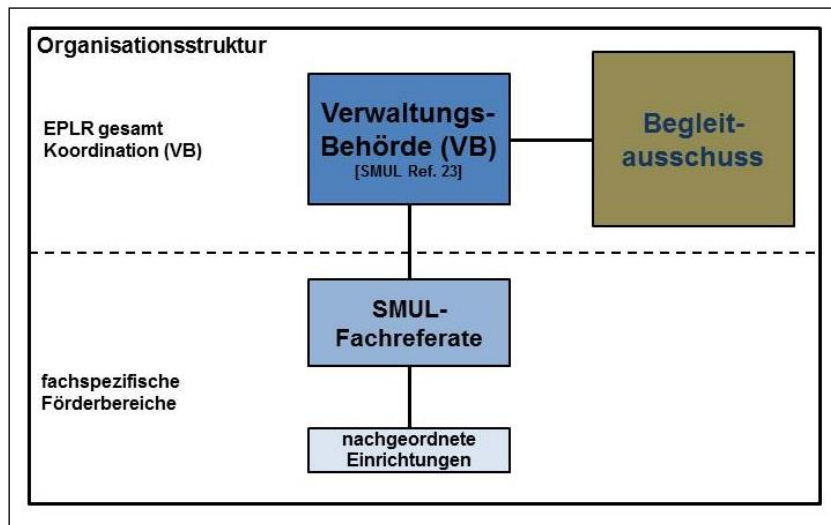 Organisationsstruktur
EPLR gesamt
Koordination (VB)
Verwaltungs-
Behörde (VB)
[SMUL Ref. 23]
Begleit-
ausschuss
fachspezifische
Förderbereiche
SMUL-
Fachreferate
nachgeordnete
Einrichtungen